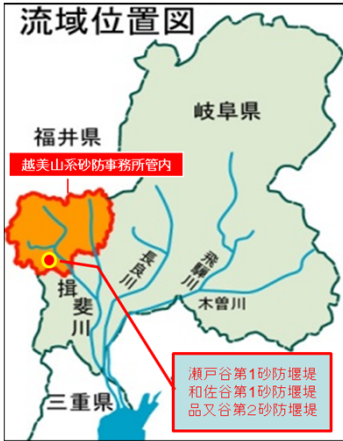 流域位置図
岐阜県
福井県
越美山系砂防事務所管内
長良川
飛騨川
揖斐川
木曽川
三重県
瀬戸谷第1砂防堰堤
和佐谷第1砂防堰堤
品又谷第2砂防堰堤